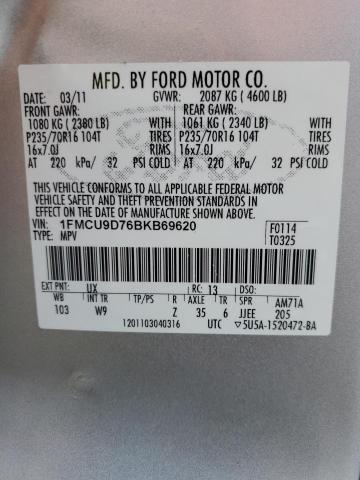 MFD. BY FORD MOTOR CO.
DATE: 03/11 GVWR: 2087 KG ( 4600 LB)
FRONT GAWR: REAR GAWR:
1080 KG ( 2380 LB) WITH 1061 KG ( 2340 LB) WITH
P235/70R16 104T TIRES P235/70R16 104T TIRES
16x7.0J RIMS 16x7.0J RIMS
AT 220 kPa/ 32 PSI COLD AT 220 kPa/ 32 PSI COLD
THIS VEHICLE CONFORMS TO ALL APPLICABLE FEDERAL MOTOR
VEHICLE SAFETY AND THEFT PREVENTION STANDARDS IN EFFECT ON
THE DATE OF MANUFACTURE SHOWN ABOVE.
VIN: 1FMCU9D76BKB69620 F0114
TYPE: MPV T0325
EXT PNT: UX RC: 13 DSO:
WB INT TR TP/PS R AXLE TR SPR AM71A
103 W9 Z 35 6 JJEE 205
1201103040316 UTC ▽5U5A-1520472-BA